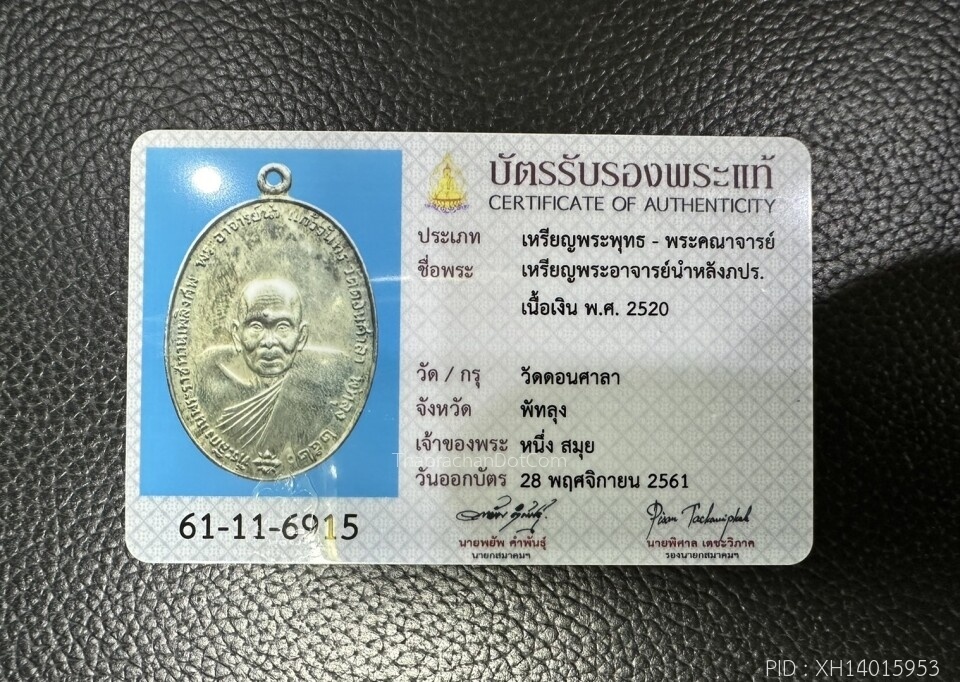 บัตรรับรองพระแท้
CERTIFICATE OF AUTHENTICITY
ประเภท เหรียญพระพุทธ - พระคณาจารย์
ชื่อพระ เหรียญพระอาจารย์นำหลังภปร.
เนื้อเงิน พ.ศ. 2520
วัด / กรุ วัดดอนศาลา
จังหวัด พัทลุง
เจ้าของพระ หนึ่ง สมุย
วันออกบัตร 28 พฤศจิกายน 2561
ThaprachanDotCom
61-11-6915
นายพยัพ คำพันธุ์
นายกสมาคมฯ
นายพิศาล เตชะวิภาค
รองนายกสมาคมฯ
PID : XH14015953